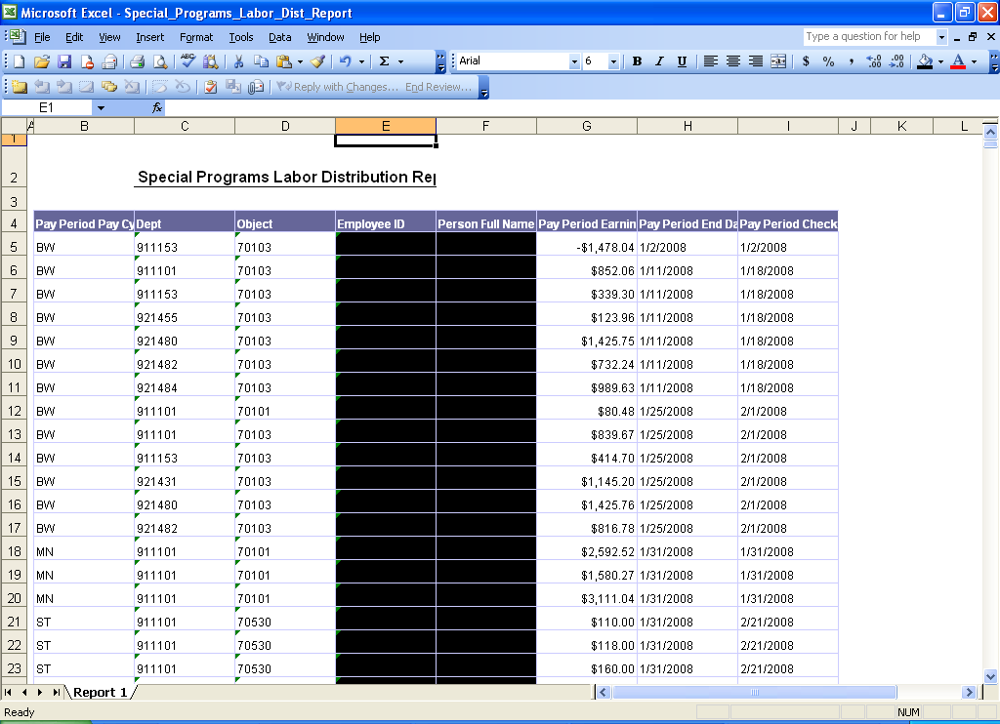 Microsoft Excel - Special_Programs_Labor_Dist_Report
File Edit View Insert Format Tools Data Window Help
Type a question for help
Arial 6 B I U $ % ,
Reply with Changes... End Review...
E1 fx
A B C D E F G H I J K L
1
2 Special Programs Labor Distribution Rep
3
4 Pay Period Pay Cy Dept Object Employee ID Person Full Name Pay Period Earnin Pay Period End Da Pay Period Check
5 BW 911153 70103 -$1,478.04 1/2/2008 1/2/2008
6 BW 911101 70103 $852.06 1/11/2008 1/18/2008
7 BW 911153 70103 $339.30 1/11/2008 1/18/2008
8 BW 921455 70103 $123.96 1/11/2008 1/18/2008
9 BW 921480 70103 $1,425.75 1/11/2008 1/18/2008
10 BW 921482 70103 $732.24 1/11/2008 1/18/2008
11 BW 921484 70103 $989.63 1/11/2008 1/18/2008
12 BW 911101 70101 $80.48 1/25/2008 2/1/2008
13 BW 911101 70103 $839.67 1/25/2008 2/1/2008
14 BW 911153 70103 $414.70 1/25/2008 2/1/2008
15 BW 921431 70103 $1,145.20 1/25/2008 2/1/2008
16 BW 921480 70103 $1,425.76 1/25/2008 2/1/2008
17 BW 921482 70103 $816.78 1/25/2008 2/1/2008
18 MN 911101 70101 $2,592.52 1/31/2008 1/31/2008
19 MN 911101 70101 $1,580.27 1/31/2008 1/31/2008
20 MN 911101 70101 $3,111.04 1/31/2008 1/31/2008
21 ST 911101 70530 $110.00 1/31/2008 2/21/2008
22 ST 911101 70530 $118.00 1/31/2008 2/21/2008
23 ST 911101 70530 $160.00 1/31/2008 2/21/2008
Report 1
Ready NUM